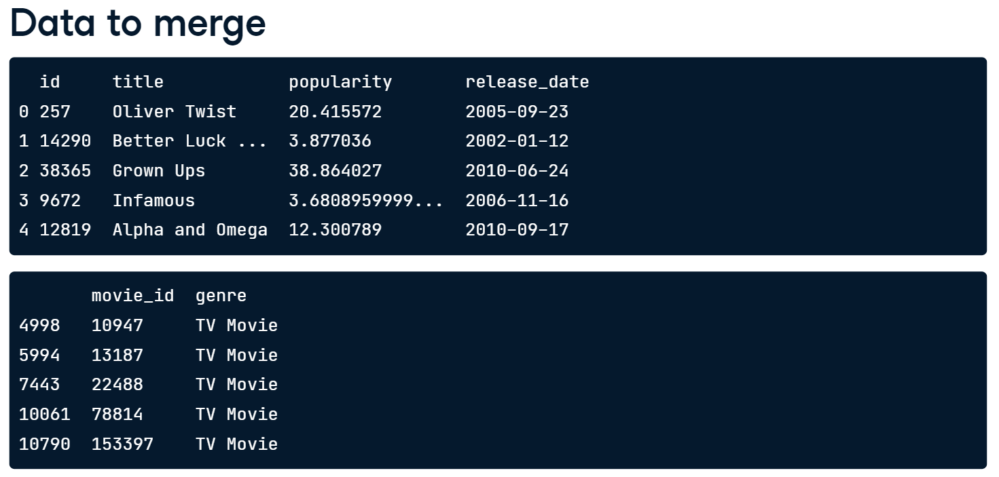 Data to merge
id title popularity release_date
0 257 Oliver Twist 20.415572 2005-09-23
1 14290 Better Luck ... 3.877036 2002-01-12
2 38365 Grown Ups 38.864027 2010-06-24
3 9672 Infamous 3.6808959999... 2006-11-16
4 12819 Alpha and Omega 12.300789 2010-09-17
movie_id genre
4998 10947 TV Movie
5994 13187 TV Movie
7443 22488 TV Movie
10061 78814 TV Movie
10790 153397 TV Movie